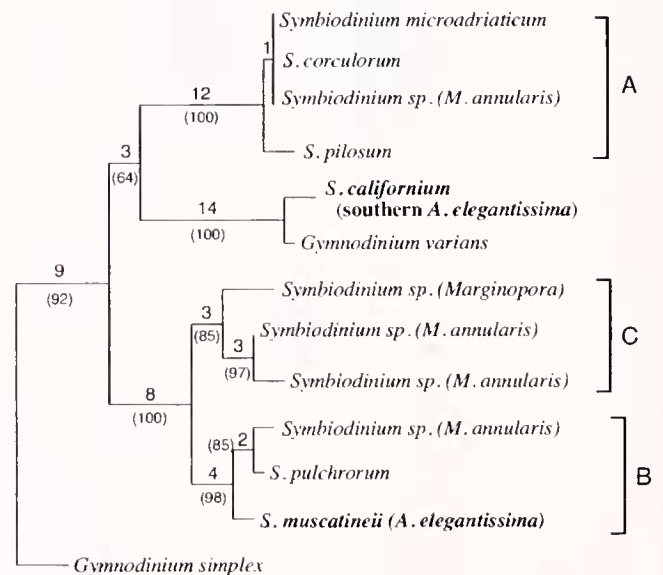 Symbiodinium microadriaticum
1
S. corculorum
A
12
Symbiodinium sp. (M. annularis)
(100)
3
S. pilosum
(64)
S. californium
14
(southern A. elegantissima)
(100)
Gymnodinium varians
9
(92)
Symbiodinium sp. (Marginopora)
3
(85)
Symbiodinium sp. (M. annularis)
C
3
(97)
Symbiodinium sp. (M. annularis)
8
(100)
Symbiodinium sp. (M. annularis)
(85)
2
4
S. pulchrorum
B
(98)
S. muscatineii (A. elegantissima)
Gymnodinium simplex